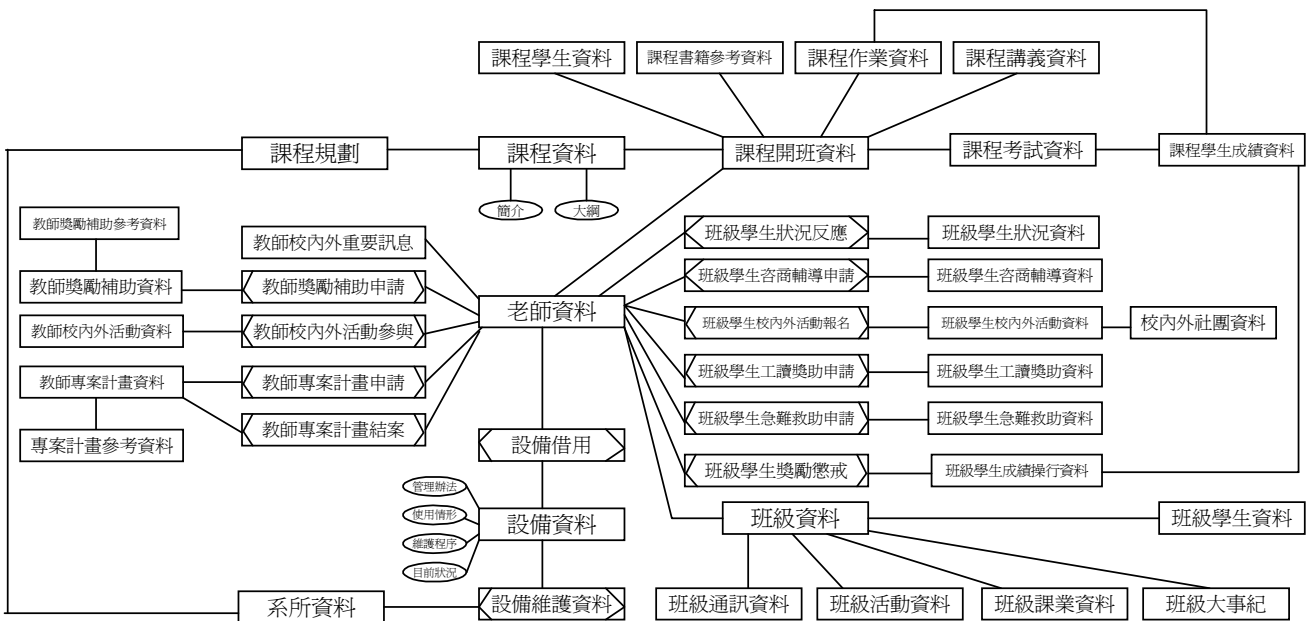 課程學生資料
課程書籍參考資料
課程作業資料
課程講義資料
課程規劃
課程資料
課程開班資料
課程考試資料
課程學生成績資料
簡介
大綱
教師獎勵補助參考資料
教師校內外重要訊息
班級學生狀況反應
班級學生狀況資料
教師獎勵補助資料
教師獎勵補助申請
班級學生咨商輔導申請
班級學生咨商輔導資料
老師資料
教師校內外活動資料
教師校內外活動參與
班級學生校內外活動報名
班級學生校內外活動資料
校內外社團資料
教師專案計畫資料
教師專案計畫申請
班級學生工讀獎助申請
班級學生工讀獎助資料
教師專案計畫結案
班級學生急難救助申請
班級學生急難救助資料
專案計畫參考資料
設備借用
班級學生獎勵懲戒
班級學生成績操行資料
管理辦法
使用情形
維護程序
目前狀況
設備資料
班級資料
班級學生資料
系所資料
設備維護資料
班級通訊資料
班級活動資料
班級課業資料
班級大事紀